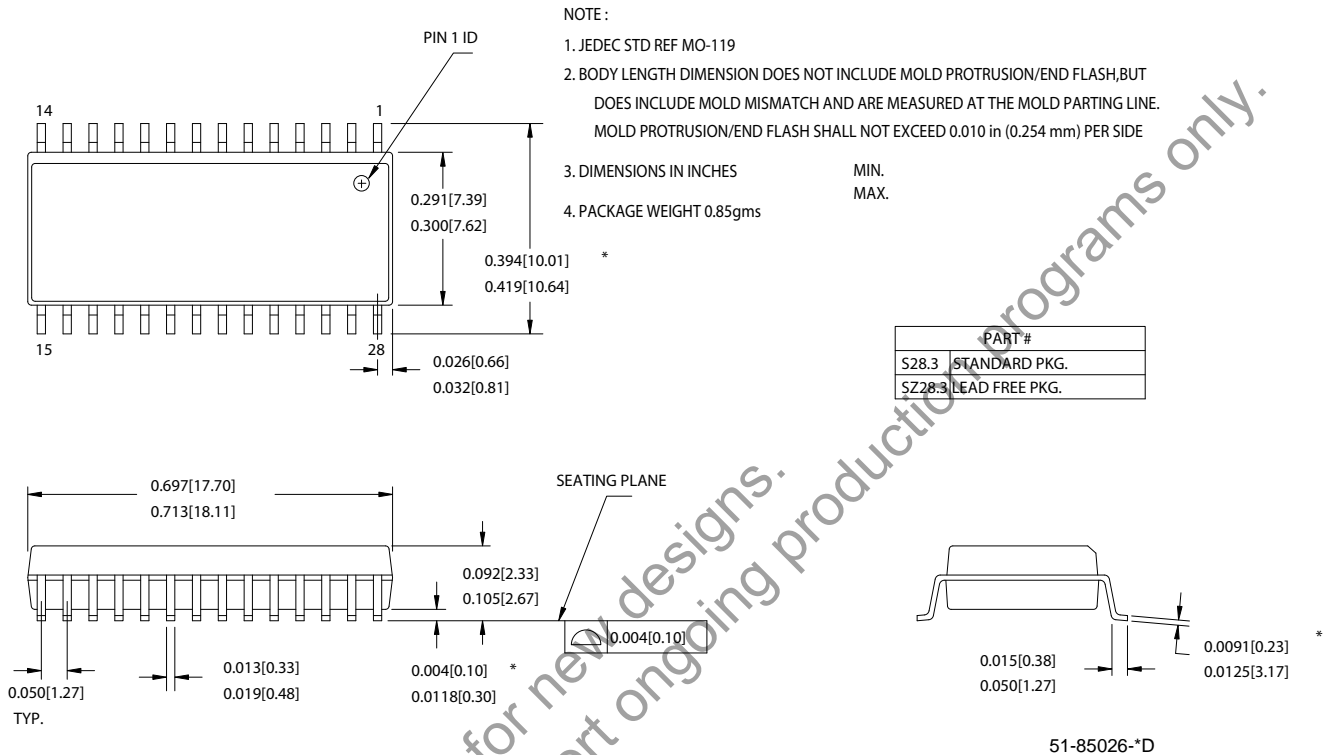 NOTE :
1. JEDEC STD REF MO-119
2. BODY LENGTH DIMENSION DOES NOT INCLUDE MOLD PROTRUSION/END FLASH,BUT
DOES INCLUDE MOLD MISMATCH AND ARE MEASURED AT THE MOLD PARTING LINE.
MOLD PROTRUSION/END FLASH SHALL NOT EXCEED 0.010 in (0.254 mm) PER SIDE
3. DIMENSIONS IN INCHES MIN.
MAX.
4. PACKAGE WEIGHT 0.85gms
PIN 1 ID
14 1
0.291[7.39]
0.300[7.62]
0.394[10.01] *
0.419[10.64]
15 28
0.026[0.66]
0.032[0.81]
PART #
S28.3 STANDARD PKG.
SZ28.3 LEAD FREE PKG.
0.697[17.70]
0.713[18.11]
SEATING PLANE
0.092[2.33]
0.105[2.67]
0.004[0.10]
0.050[1.27]
TYP.
0.013[0.33]
0.019[0.48]
0.004[0.10] *
0.0118[0.30]
0.015[0.38]
0.050[1.27]
0.0091[0.23] *
0.0125[3.17]
51-85026-*D
for new designs.
ongoing production programs only.